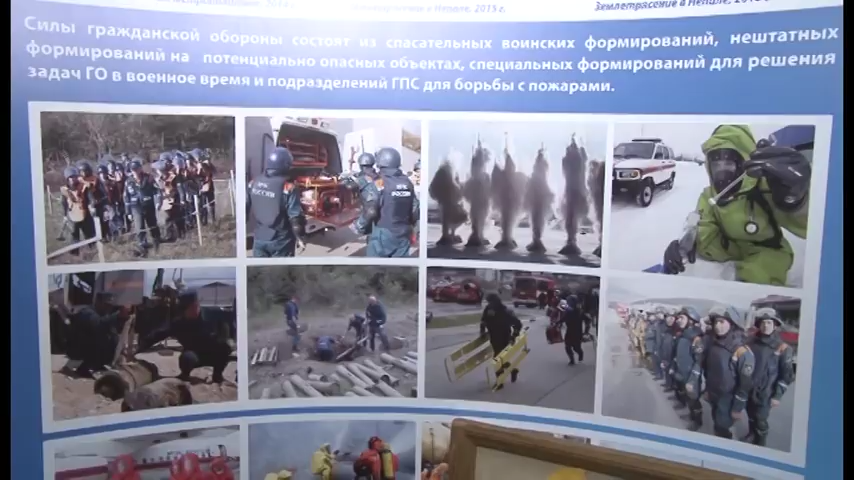 Землетрясение в Непале, 2015 г.
Силы гражданской обороны состоят из спасательных воинских формирований, нештатных
формирований на потенциально опасных объектах, специальных формирований для решения
задач ГО в военное время и подразделений ГПС для борьбы с пожарами.
МЧС
РОССИИ